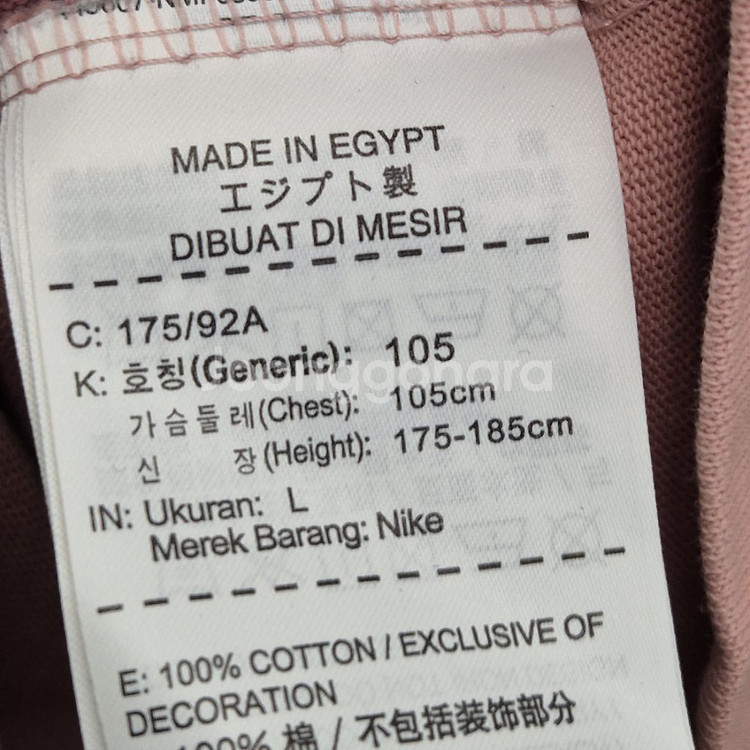 MADE IN EGYPT
エジプト製
DIBUAT DI MESIR
C: 175/92A
K: 호칭(Generic): 105
가슴둘레(Chest): 105cm
신 장(Height): 175-185cm
IN: Ukuran: L
Merek Barang: Nike
E: 100% COTTON / EXCLUSIVE OF
DECORATION
100% 棉 / 不包括装饰部分